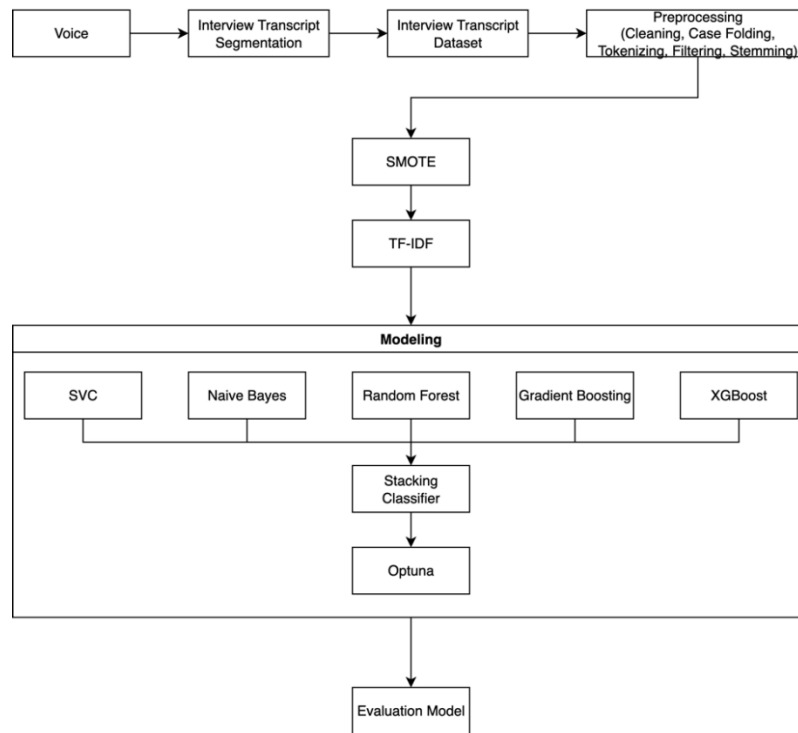 Voice
Interview Transcript
Segmentation
Interview Transcript
Dataset
Preprocessing
(Cleaning, Case Folding,
Tokenizing, Filtering, Stemming)
SMOTE
TF-IDF
Modeling
SVC
Naive Bayes
Random Forest
Gradient Boosting
XGBoost
Stacking
Classifier
Optuna
Evaluation Model